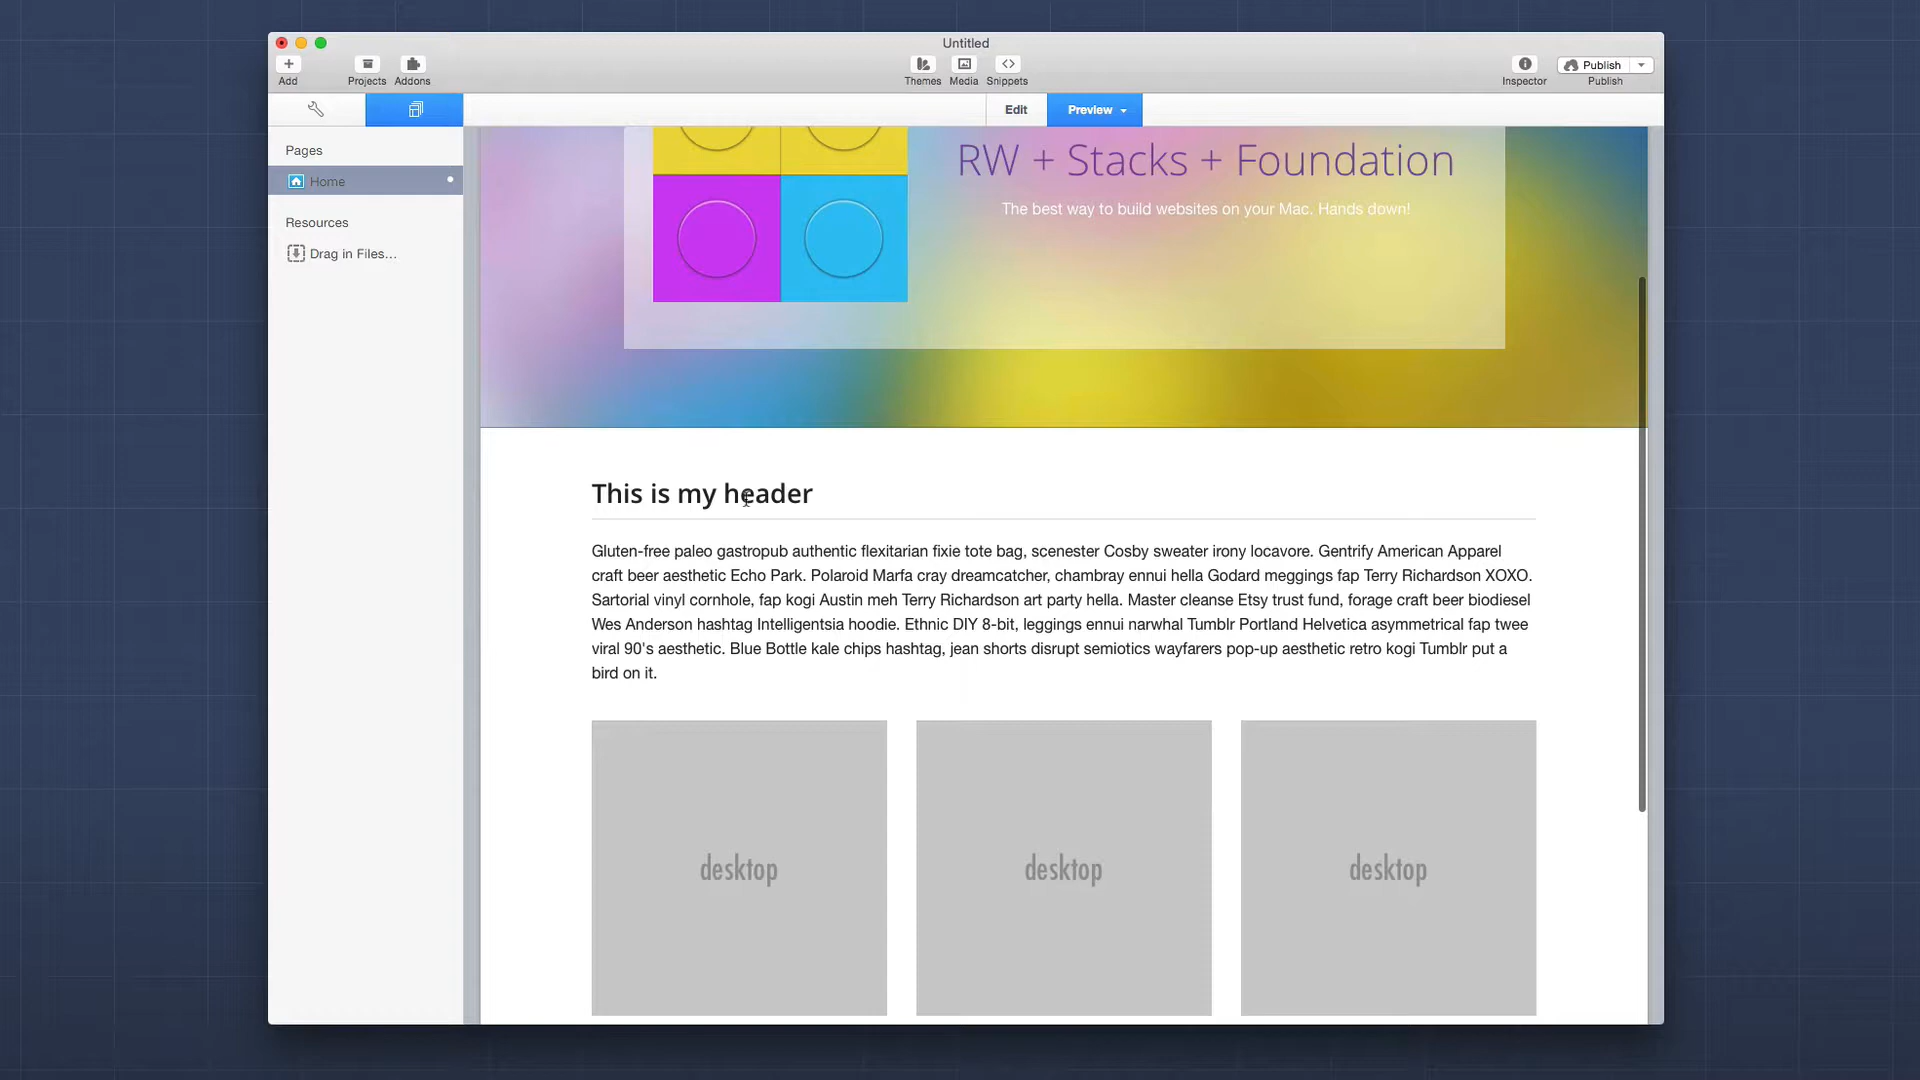 Untitled
Add
Projects
Addons
Themes
Media
Snippets
Inspector
Publish
Publish
Edit
Preview
Pages
Home
Resources
Drag in Files...
RW + Stacks + Foundation
The best way to build websites on your Mac. Hands down!
This is my header
Gluten-free paleo gastropub authentic flexitarian fixie tote bag, scenester Cosby sweater irony locavore. Gentrify American Apparel
craft beer aesthetic Echo Park. Polaroid Marfa cray dreamcatcher, chambray ennui hella Godard meggings fap Terry Richardson XOXO.
Sartorial vinyl cornhole, fap kogi Austin meh Terry Richardson art party hella. Master cleanse Etsy trust fund, forage craft beer biodiesel
Wes Anderson hashtag Intelligentsia hoodie. Ethnic DIY 8-bit, leggings ennui narwhal Tumblr Portland Helvetica asymmetrical fap twee
viral 90's aesthetic. Blue Bottle kale chips hashtag, jean shorts disrupt semiotics wayfarers pop-up aesthetic retro kogi Tumblr put a
bird on it.
desktop
desktop
desktop